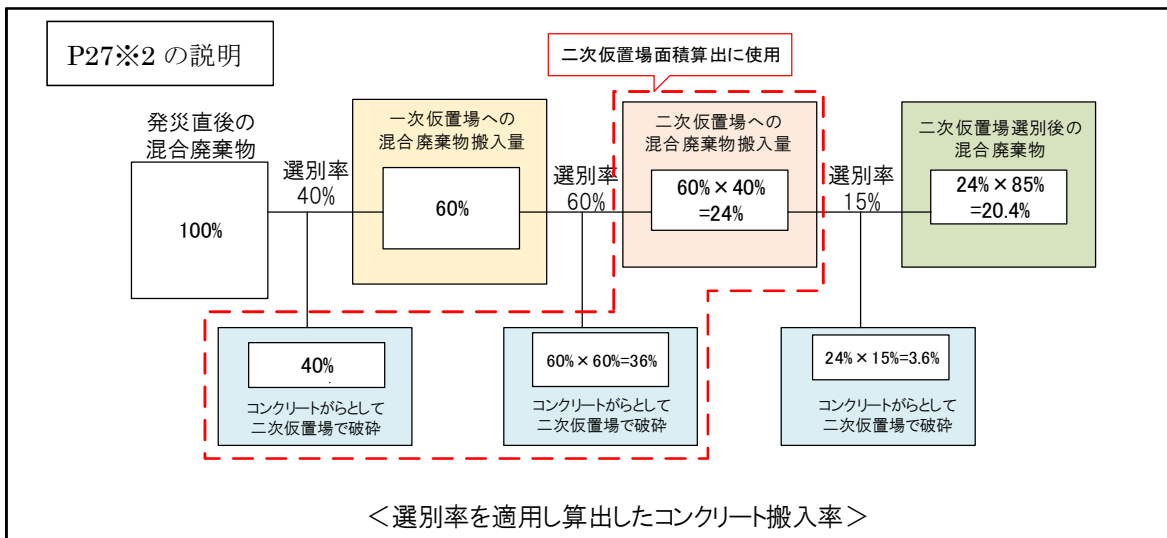 P27※2 の説明
二次仮置場面積算出に使用
発災直後の
混合廃棄物
100%
選別率
40%
一次仮置場への
混合廃棄物搬入量
60%
選別率
60%
二次仮置場への
混合廃棄物搬入量
60%×40%
=24%
選別率
15%
二次仮置場選別後の
混合廃棄物
24%×85%
=20.4%
40%
コンクリートがらとして
二次仮置場で破砕
60%×60%=36%
コンクリートがらとして
二次仮置場で破砕
24%×15%=3.6%
コンクリートがらとして
二次仮置場で破砕
＜選別率を適用し算出したコンクリート搬入率＞